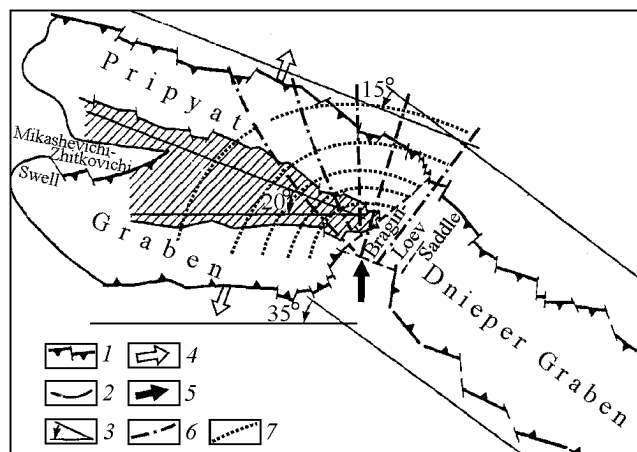 Pripyat
15°
Mikashevichi-
Zhitkovichi
Swell
20°
Graben
Bragin
Loev
Saddle
Dnieper Graben
35°
1
4
2
5
3
6
7